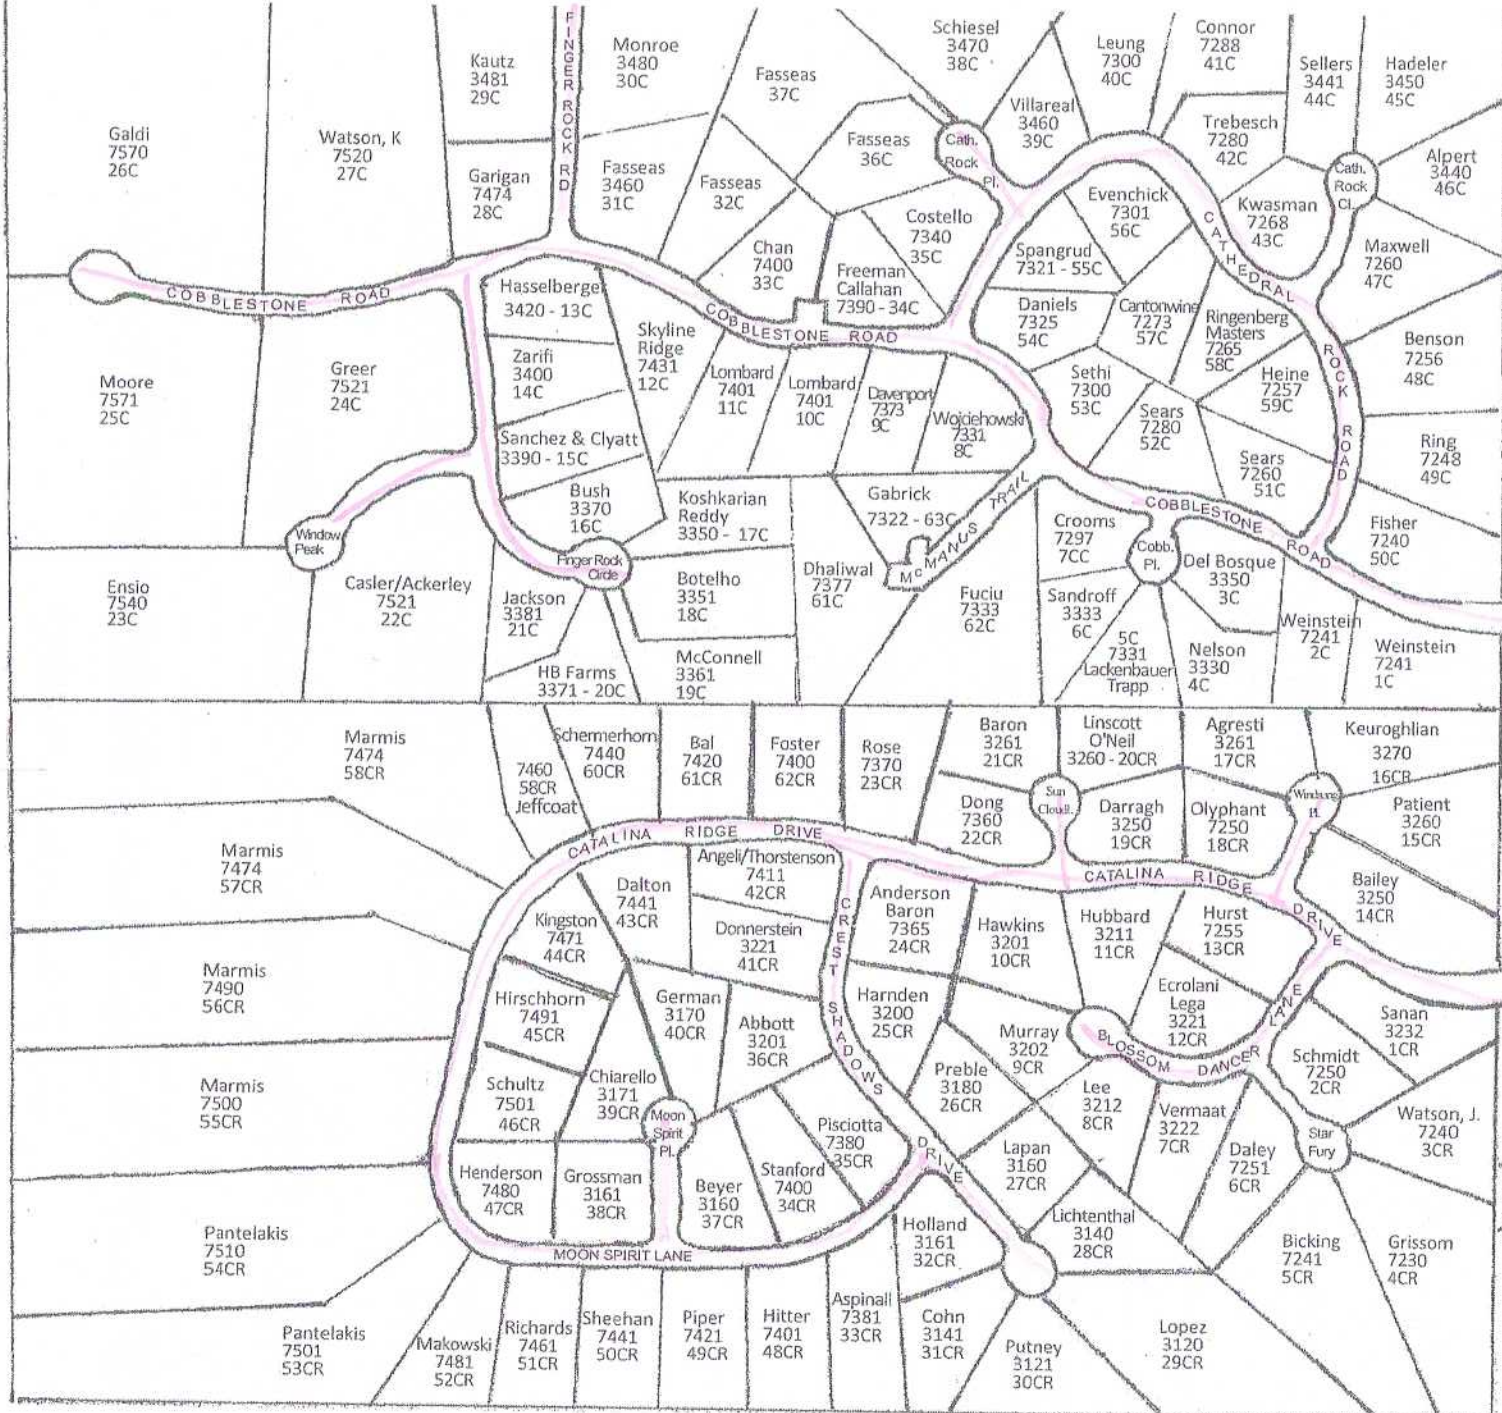 Galdi
7570
26C
Watson, K
7520
27C
Kautz
3481
29C
Garigan
7474
28C
FINGER ROCK RD
Monroe
3480
30C
Fasseas
37C
Fasseas
3460
31C
Fasseas
32C
Fasseas
36C
Schiesel
3470
38C
Villareal
3460
39C
Leung
7300
40C
Connor
7288
41C
Trebesch
7280
42C
Sellers
3441
44C
Hadeler
3450
45C
Alpert
3440
46C
Cath.
Rock
Pl.
Cath.
Rock
Ci.
Kwasman
7268
43C
Maxwell
7260
47C
Evenchick
7301
56C
Costello
7340
35C
Chan
7400
33C
Freeman
Callahan
7390 - 34C
Spangrud
7321 - 55C
CATHEDRAL
ROCK
ROAD
COBBLESTONE ROAD
Hasselberge
3420 - 13C
Zarifi
3400
14C
Skyline
Ridge
7431
12C
COBBLESTONE ROAD
Daniels
7325
54C
Cantonwine
7273
57C
Ringenberg
Masters
7265
58C
Benson
7256
48C
Moore
7571
25C
Greer
7521
24C
Lombard
7401
11C
Lombard
7401
10C
Davenport
7373
9C
Wojciehowski
7331
8C
Sethi
7300
53C
Sears
7280
52C
Heine
7257
59C
Sears
7260
51C
Ring
7248
49C
Sanchez & Clyatt
3390 - 15C
Bush
3370
16C
Koshkarian
Reddy
3350 - 17C
Gabrick
7322 - 63C
McMANUS TRAIL
Crooms
7297
7CC
COBBLESTONE ROAD
Cobb.
Pl.
Fisher
7240
50C
Window
Peak
Finger Rock
Circle
Ensio
7540
23C
Casler/Ackerley
7521
22C
Jackson
3381
21C
Botelho
3351
18C
Dhaliwal
7377
61C
Fuciu
7333
62C
Sandroff
3333
6C
Del Bosque
3350
3C
5C
7331
Lackenbauer
Trapp
Nelson
3330
4C
Weinstein
7241
2C
Weinstein
7241
1C
HB Farms
3371 - 20C
McConnell
3361
19C
Marmis
7474
58CR
7460
58CR
Jeffcoat
Schermerhorn
7440
60CR
Bal
7420
61CR
Foster
7400
62CR
Rose
7370
23CR
Baron
3261
21CR
Linscott
O'Neil
3260 - 20CR
Agresti
3261
17CR
Keuroghlian
3270
16CR
Dong
7360
22CR
Sun
Darragh
3250
19CR
Olyphant
7250
18CR
Pl.
Patient
3260
15CR
CATALINA RIDGE DRIVE
CATALINA RIDGE DRIVE
Marmis
7474
57CR
Dalton
7441
43CR
Angeli/Thorstenson
7411
42CR
Anderson
Baron
7365
24CR
Bailey
3250
14CR
Kingston
7471
44CR
Donnerstein
3221
41CR
CREST SHADOWS DRIVE
Hawkins
3201
10CR
Hubbard
3211
11CR
Hurst
7255
13CR
Marmis
7490
56CR
Hirschhorn
7491
45CR
German
3170
40CR
Abbott
3201
36CR
Harnden
3200
25CR
Murray
3202
9CR
Ecrolani
Lega
3221
12CR
Sanan
3232
1CR
BLOSSOM DANCER LANE
Schmidt
7250
2CR
Marmis
7500
55CR
Schultz
7501
46CR
Chiarello
3171
39CR
Moon
Spirit
Pl.
Preble
3180
26CR
Lee
3212
8CR
Vermaat
3222
7CR
Watson, J.
7240
3CR
Pisciotta
7380
35CR
Star
Fury
Daley
7251
6CR
Henderson
7480
47CR
Grossman
3161
38CR
Beyer
3160
37CR
Stanford
7400
34CR
Lapan
3160
27CR
Pantelakis
7510
54CR
MOON SPIRIT LANE
Holland
3161
32CR
Lichtenthal
3140
28CR
Bicking
7241
5CR
Grissom
7230
4CR
Pantelakis
7501
53CR
Makowski
7481
52CR
Richards
7461
51CR
Sheehan
7441
50CR
Piper
7421
49CR
Hitter
7401
48CR
Aspinall
7381
33CR
Cohn
3141
31CR
Putney
3121
30CR
Lopez
3120
29CR